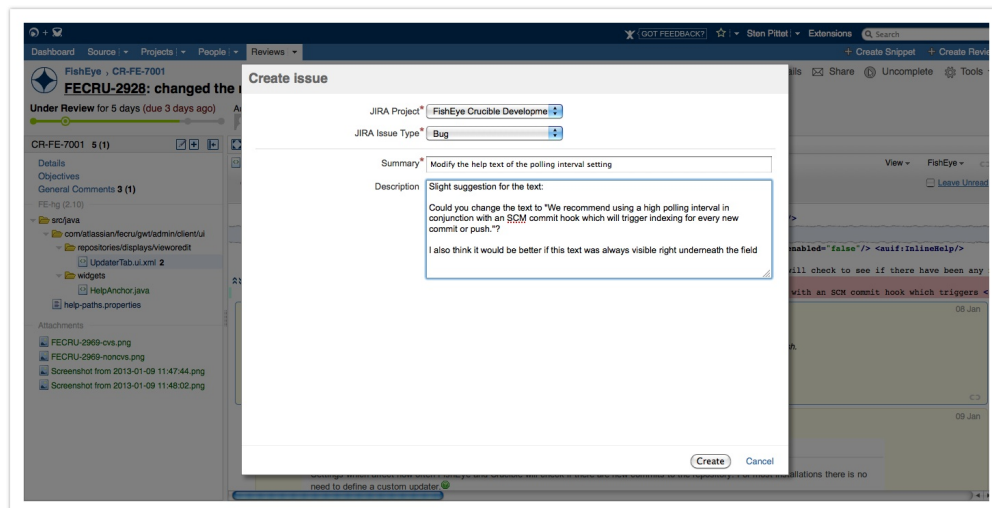 GOT FEEDBACK?
Sten Pittet
Extensions
Search
Dashboard Source Projects People Reviews
+ Create Snippet + Create Revie
FishEye , CR-FE-7001
FECRU-2928: changed the
ails Share Uncomplete Tools
Under Review for 5 days (due 3 days ago)
CR-FE-7001 5 (1)
Details
Objectives
General Comments 3 (1)
FE-hg (2.10)
src/java
com/atlassian/fecru/gwt/admin/client/ui
repositories/displays/viewedit
UpdaterTab.ui.xml 2
widgets
HelpAnchor.java
help-paths.properties
Attachments
FECRU-2969-cvs.png
FECRU-2969-noncvs.png
Screenshot from 2013-01-09 11:47:44.png
Screenshot from 2013-01-09 11:48:02.png
Create issue
JIRA Project* FishEye Crucible Developme
JIRA Issue Type* Bug
Summary* Modify the help text of the polling interval setting
Description Slight suggestion for the text:
Could you change the text to "We recommend using a high polling interval in
conjunction with an SCM commit hook which will trigger indexing for every new
commit or push."?
I also think it would be better if this text was always visible right underneath the field
Create Cancel
View FishEye
Leave Unread
enabled="false"/> <auif:InlineHelp/>
will check to see if there have been any
with an SCM commit hook which triggers <
08 Jan
09 Jan
installations there is no
need to define a custom updater.